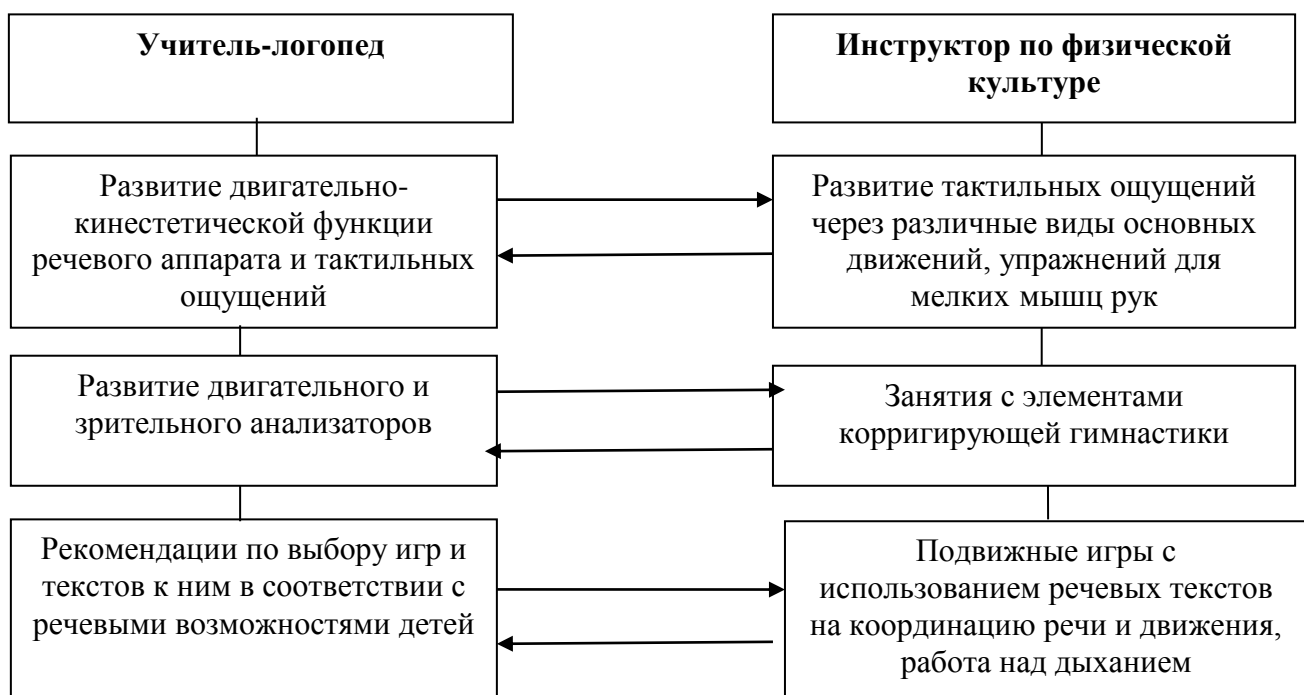 Учитель-логопед
Инструктор по физической
культуре
Развитие двигательно-
кинестетической функции
речевого аппарата и тактильных
ощущений
Развитие тактильных ощущений
через различные виды основных
движений, упражнений для
мелких мышц рук
Развитие двигательного и
зрительного анализаторов
Занятия с элементами
корригирующей гимнастики
Рекомендации по выбору игр и
текстов к ним в соответствии с
речевыми возможностями детей
Подвижные игры с
использованием речевых текстов
на координацию речи и движения,
работа над дыханием